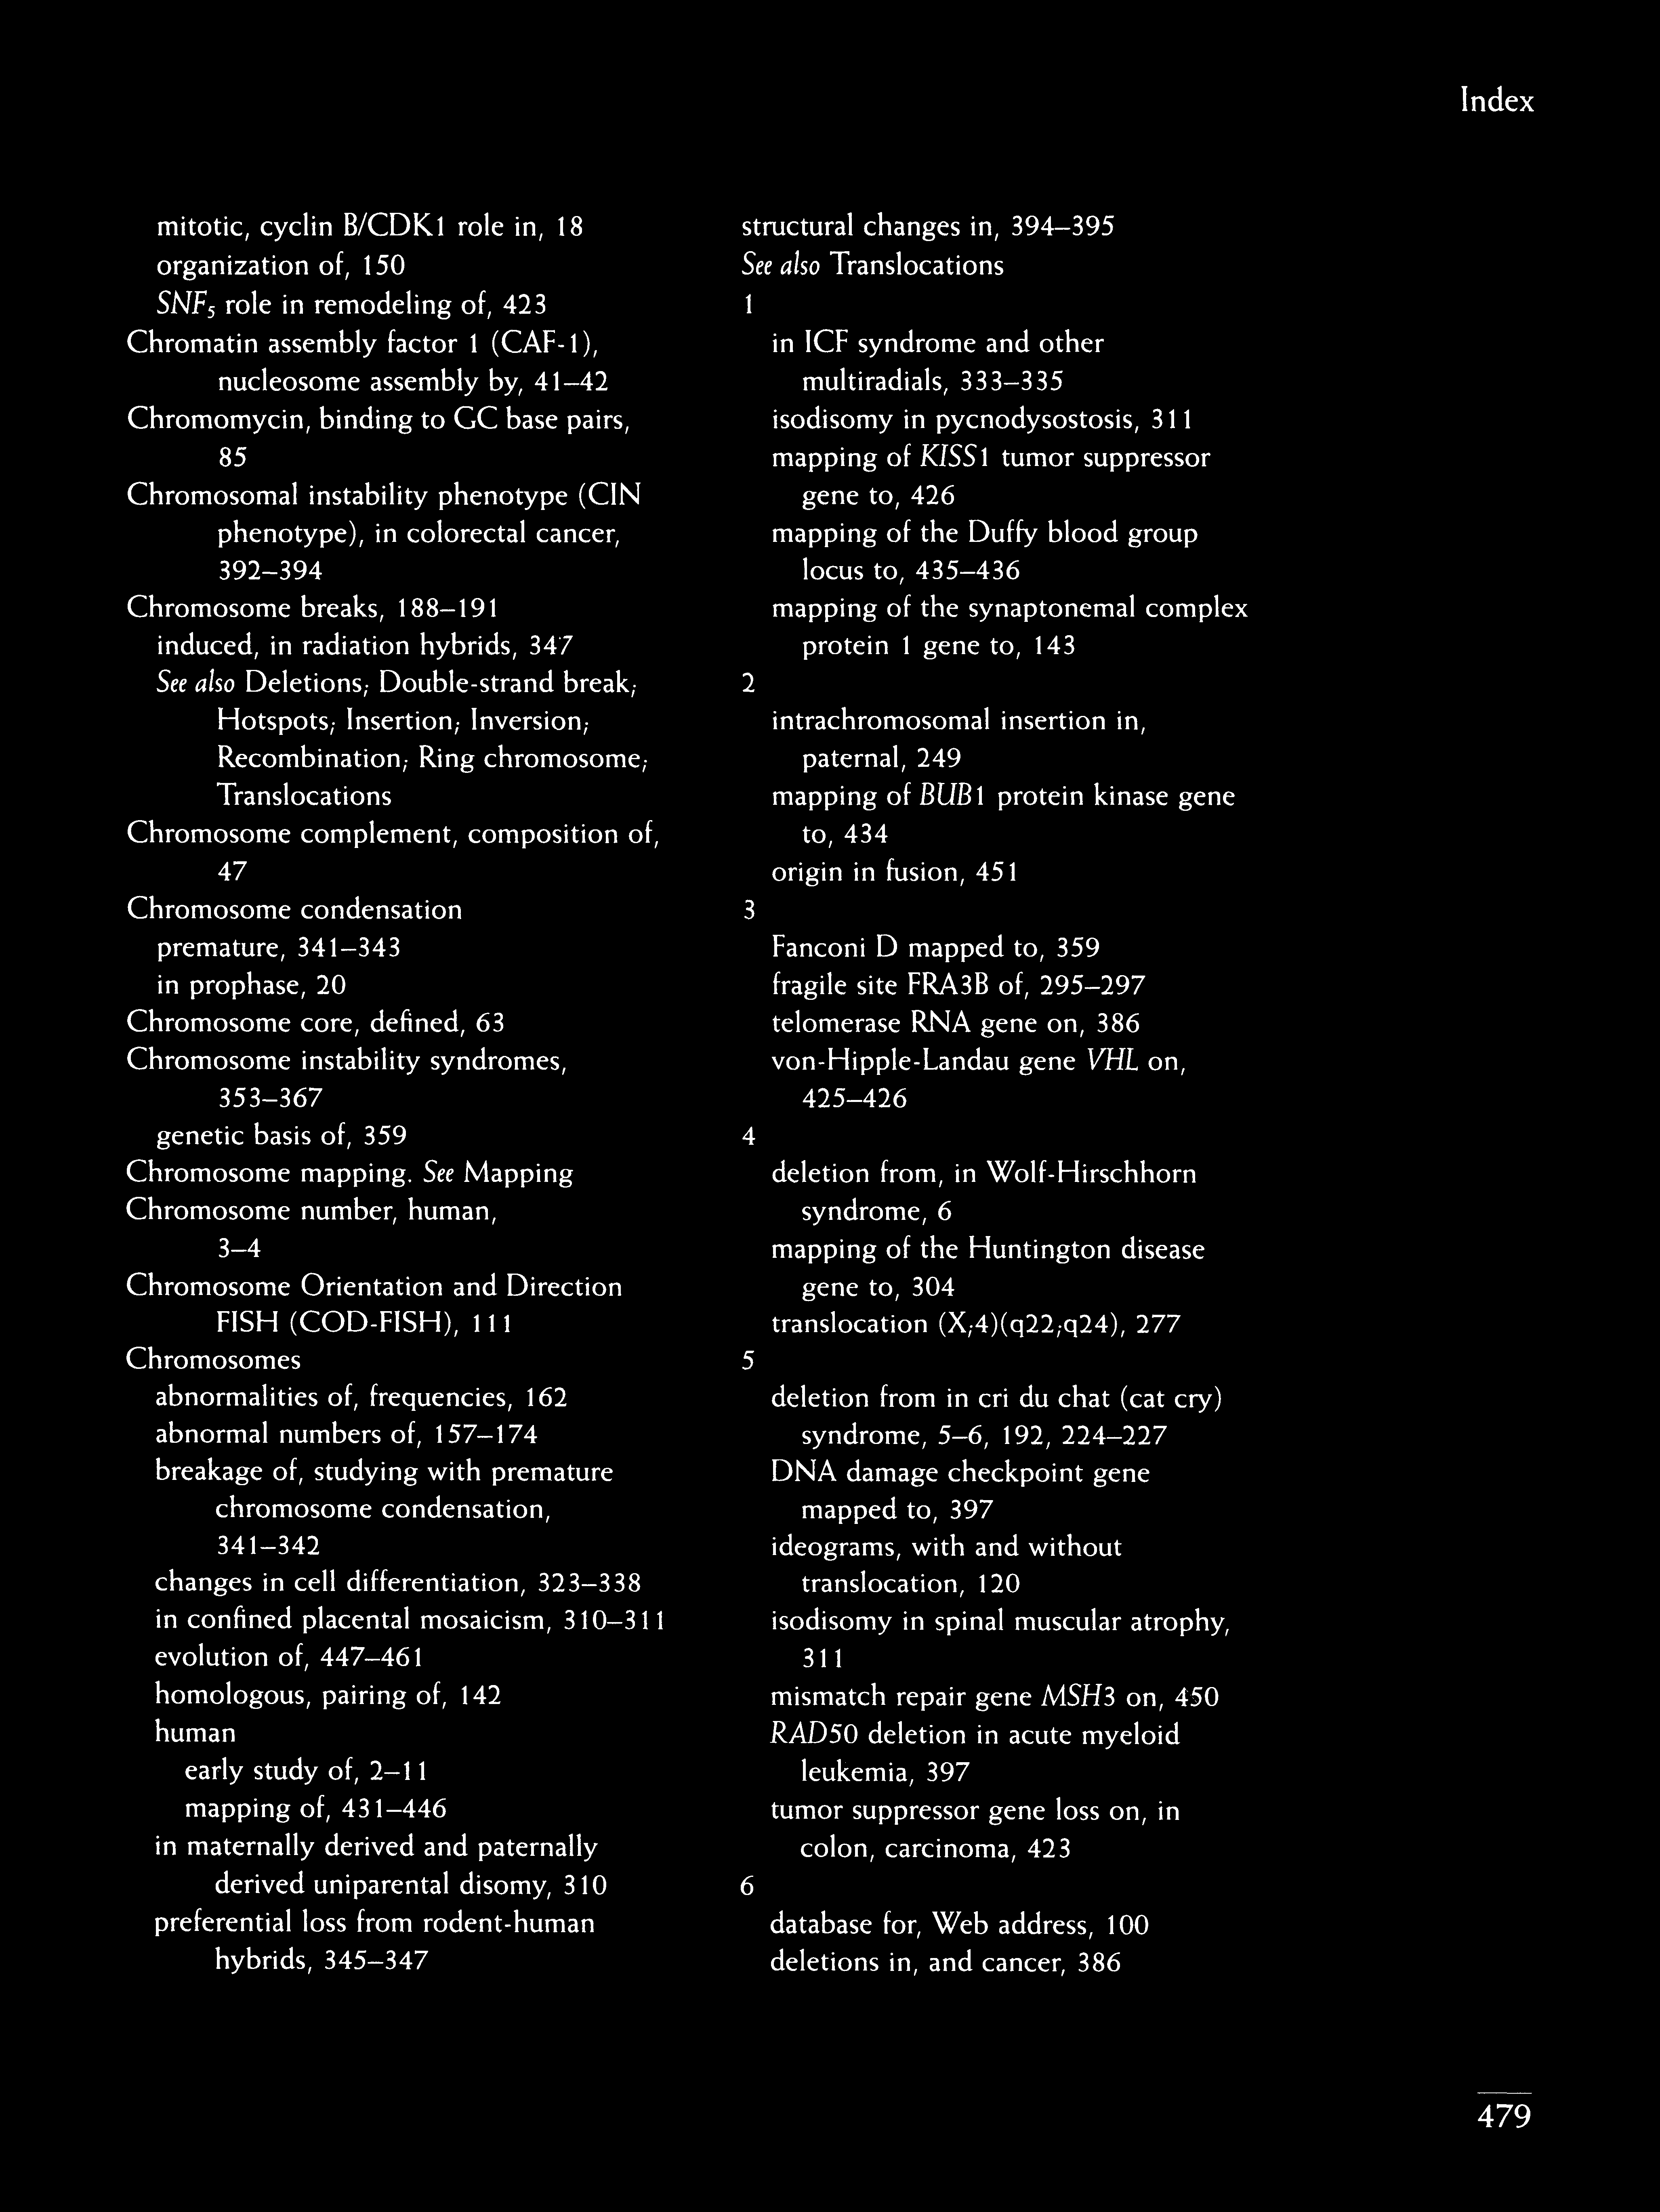 Index
mitotic, cyclin B/CDK1 role in, 18
organization of, 150
SNF5 role in remodeling of, 423
Chromatin assembly factor 1 (CAF-1),
nucleosome assembly by, 41–42
Chromomycin, binding to GC base pairs,
85
Chromosomal instability phenotype (CIN
phenotype), in colorectal cancer,
392–394
Chromosome breaks, 188–191
induced, in radiation hybrids, 347
See also Deletions; Double-strand break;
Hotspots; Insertion; Inversion;
Recombination; Ring chromosome;
Translocations
Chromosome complement, composition of,
47
Chromosome condensation
premature, 341–343
in prophase, 20
Chromosome core, defined, 63
Chromosome instability syndromes,
353–367
genetic basis of, 359
Chromosome mapping. See Mapping
Chromosome number, human,
3–4
Chromosome Orientation and Direction
FISH (COD-FISH), 111
Chromosomes
abnormalities of, frequencies, 162
abnormal numbers of, 157–174
breakage of, studying with premature
chromosome condensation,
341–342
changes in cell differentiation, 323–338
in confined placental mosaicism, 310–311
evolution of, 447–461
homologous, pairing of, 142
human
early study of, 2–11
mapping of, 431–446
in maternally derived and paternally
derived uniparental disomy, 310
preferential loss from rodent-human
hybrids, 345–347
structural changes in, 394–395
See also Translocations
1
in ICF syndrome and other
multiradials, 333–335
isodisomy in pycnodysostosis, 311
mapping of KISS1 tumor suppressor
gene to, 426
mapping of the Duffy blood group
locus to, 435–436
mapping of the synaptonemal complex
protein 1 gene to, 143
2
intrachromosomal insertion in,
paternal, 249
mapping of BUB1 protein kinase gene
to, 434
origin in fusion, 451
3
Fanconi D mapped to, 359
fragile site FRA3B of, 295–297
telomerase RNA gene on, 386
von-Hipple-Landau gene VHL on,
425–426
4
deletion from, in Wolf-Hirschhorn
syndrome, 6
mapping of the Huntington disease
gene to, 304
translocation (X;4)(q22;q24), 277
5
deletion from in cri du chat (cat cry)
syndrome, 5–6, 192, 224–227
DNA damage checkpoint gene
mapped to, 397
ideograms, with and without
translocation, 120
isodisomy in spinal muscular atrophy,
311
mismatch repair gene MSH3 on, 450
RAD50 deletion in acute myeloid
leukemia, 397
tumor suppressor gene loss on, in
colon, carcinoma, 423
6
database for, Web address, 100
deletions in, and cancer, 386
479